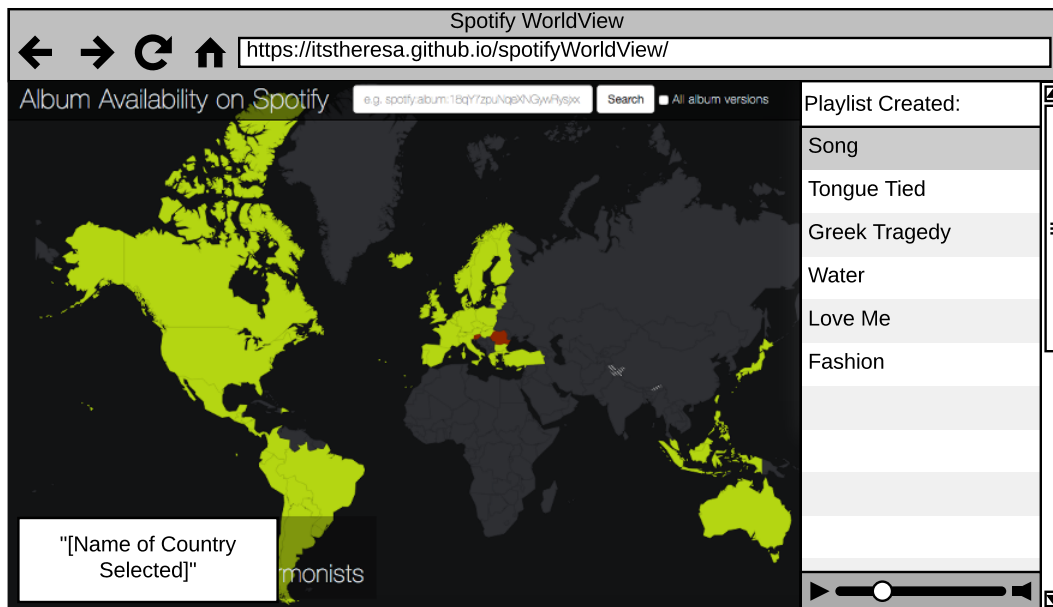 Spotify WorldView
https://itstheresa.github.io/spotifyWorldView/
Album Availability on Spotify
Search
All album versions
Playlist Created:
Song
Tongue Tied
Greek Tragedy
Water
Love Me
Fashion
"[Name of Country
Selected]"
monists